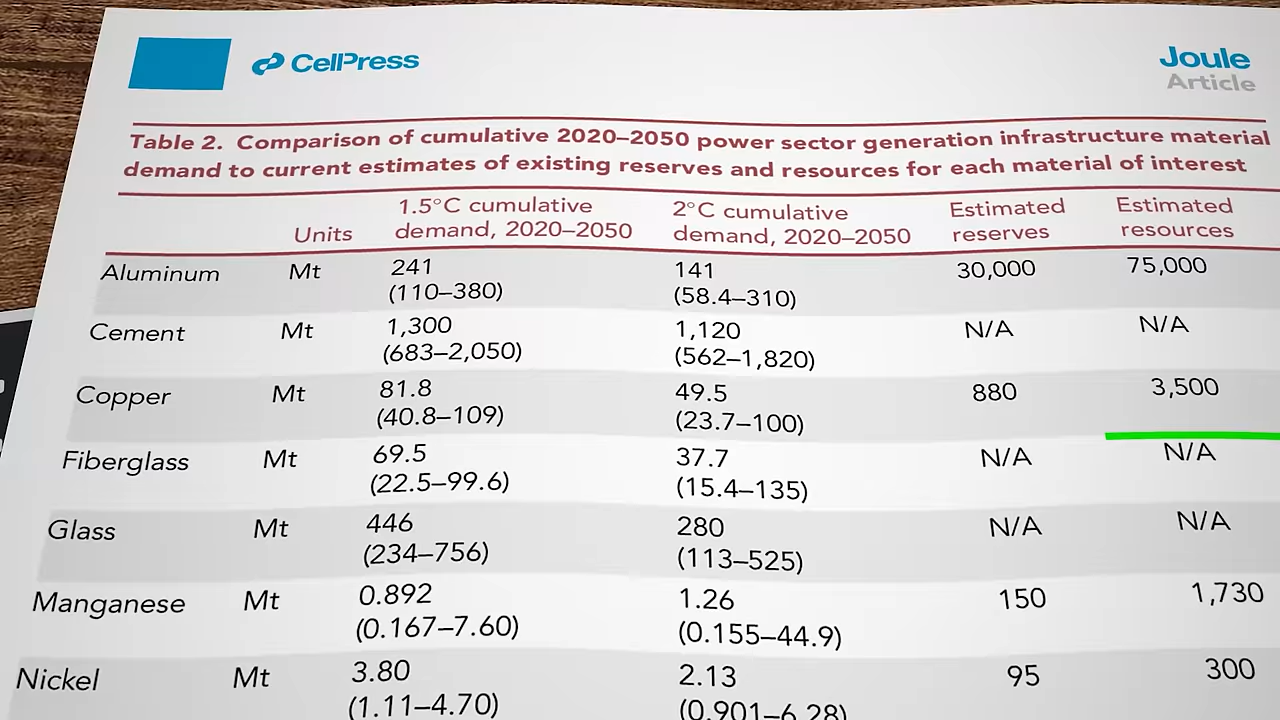 CellPress
Joule
Article
Table 2. Comparison of cumulative 2020–2050 power sector generation infrastructure material
demand to current estimates of existing reserves and resources for each material of interest
Units 1.5°C cumulative demand, 2020–2050 2°C cumulative demand, 2020–2050 Estimated reserves Estimated resources
Aluminum Mt 241 141 30,000 75,000
(110–380) (58.4–310)
Cement Mt 1,300 1,120 N/A N/A
(683–2,050) (562–1,820)
Copper Mt 81.8 49.5 880 3,500
(40.8–109) (23.7–100)
Fiberglass Mt 69.5 37.7 N/A N/A
(22.5–99.6) (15.4–135)
Glass Mt 446 280 N/A N/A
(234–756) (113–525)
Manganese Mt 0.892 1.26 150 1,730
(0.167–7.60) (0.155–44.9)
Nickel Mt 3.80 2.13 95 300
(1.11–4.70) (0.901–6.28)